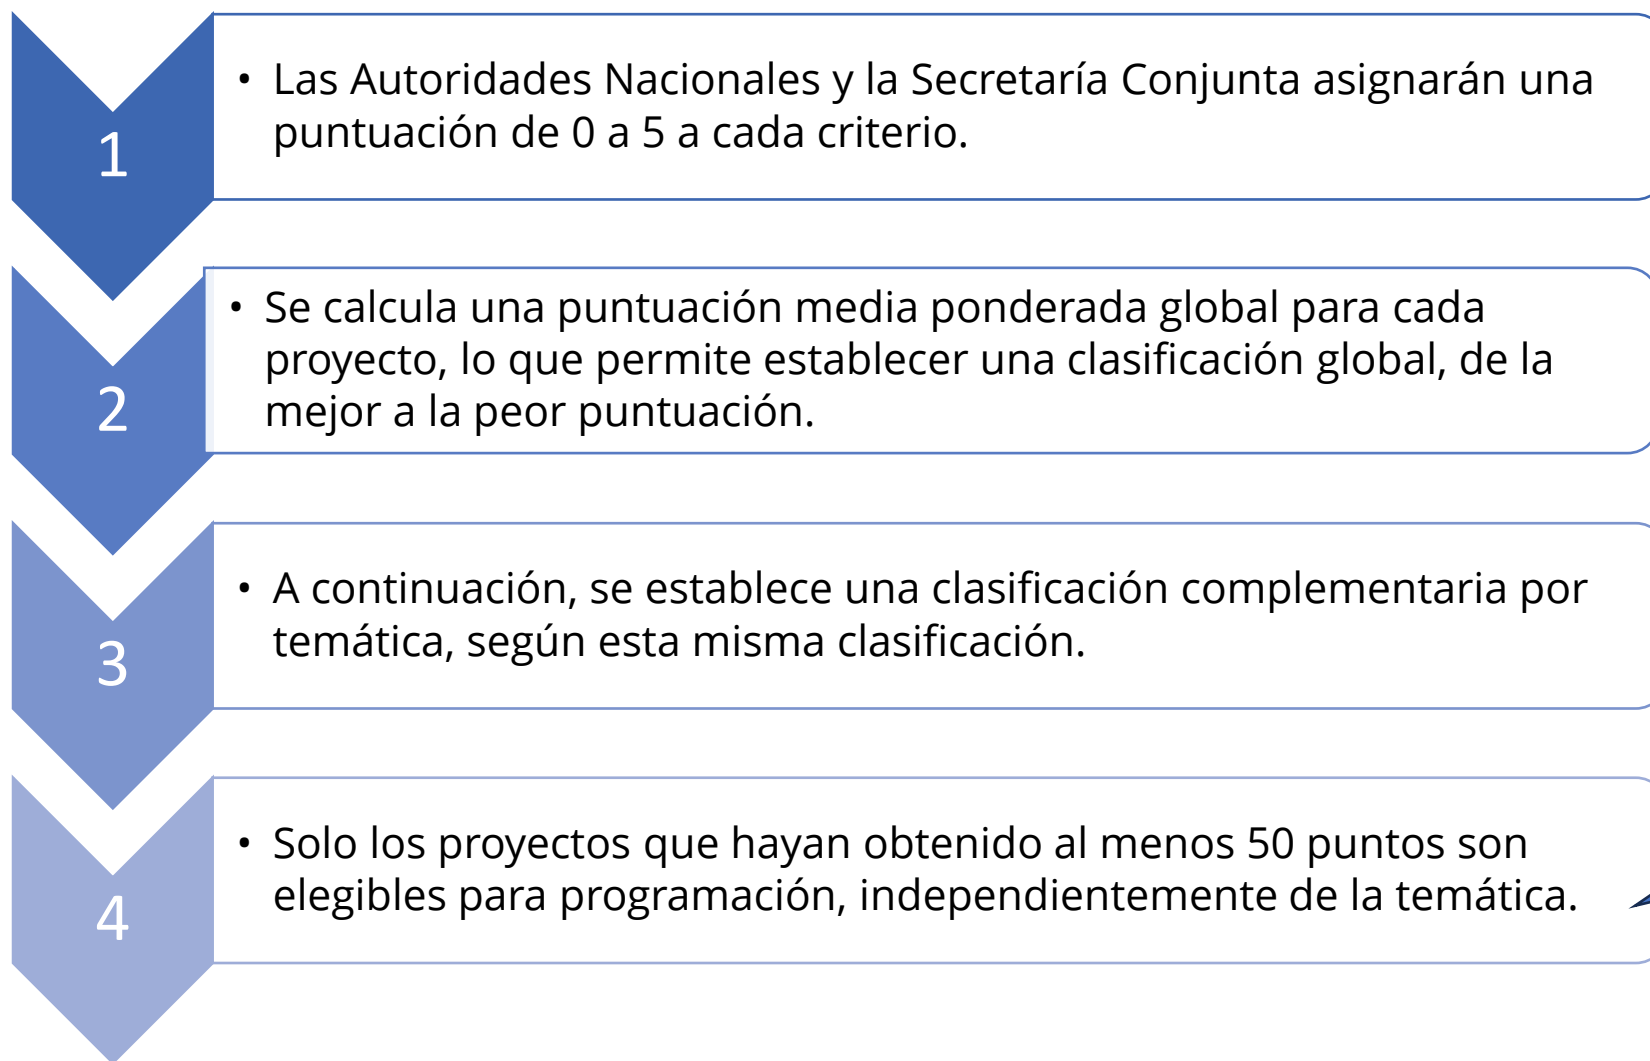 1
• Las Autoridades Nacionales y la Secretaría Conjunta asignarán una
puntuación de 0 a 5 a cada criterio.
2
• Se calcula una puntuación media ponderada global para cada
proyecto, lo que permite establecer una clasificación global, de la
mejor a la peor puntuación.
3
• A continuación, se establece una clasificación complementaria por
temática, según esta misma clasificación.
4
• Solo los proyectos que hayan obtenido al menos 50 puntos son
elegibles para programación, independientemente de la temática.